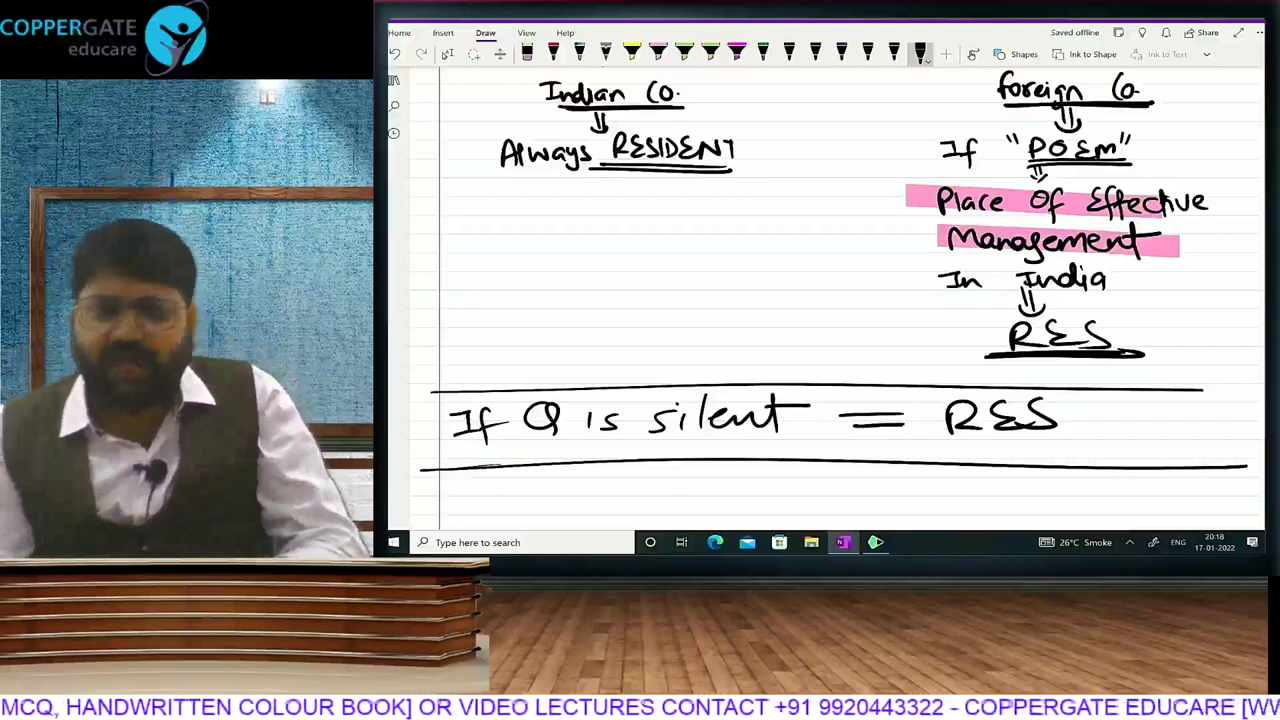 COPPERGATE
educare
Home Insert Draw View Help
Saved offline
Share
Shapes
Ink to Shape
Ink to Text
Indian Co.
Always RESIDENT
foreign Co.
If "POEM"
Place Of Effective
Management
In India
RES
If Q is silent = RES
Type here to search
26°C Smoke
ENG
20:18
17-01-2022
MCQ, HANDWRITTEN COLOUR BOOK] OR VIDEO LECTURES CONTACT +91 9920443322 - COPPERGATE EDUCARE [WW